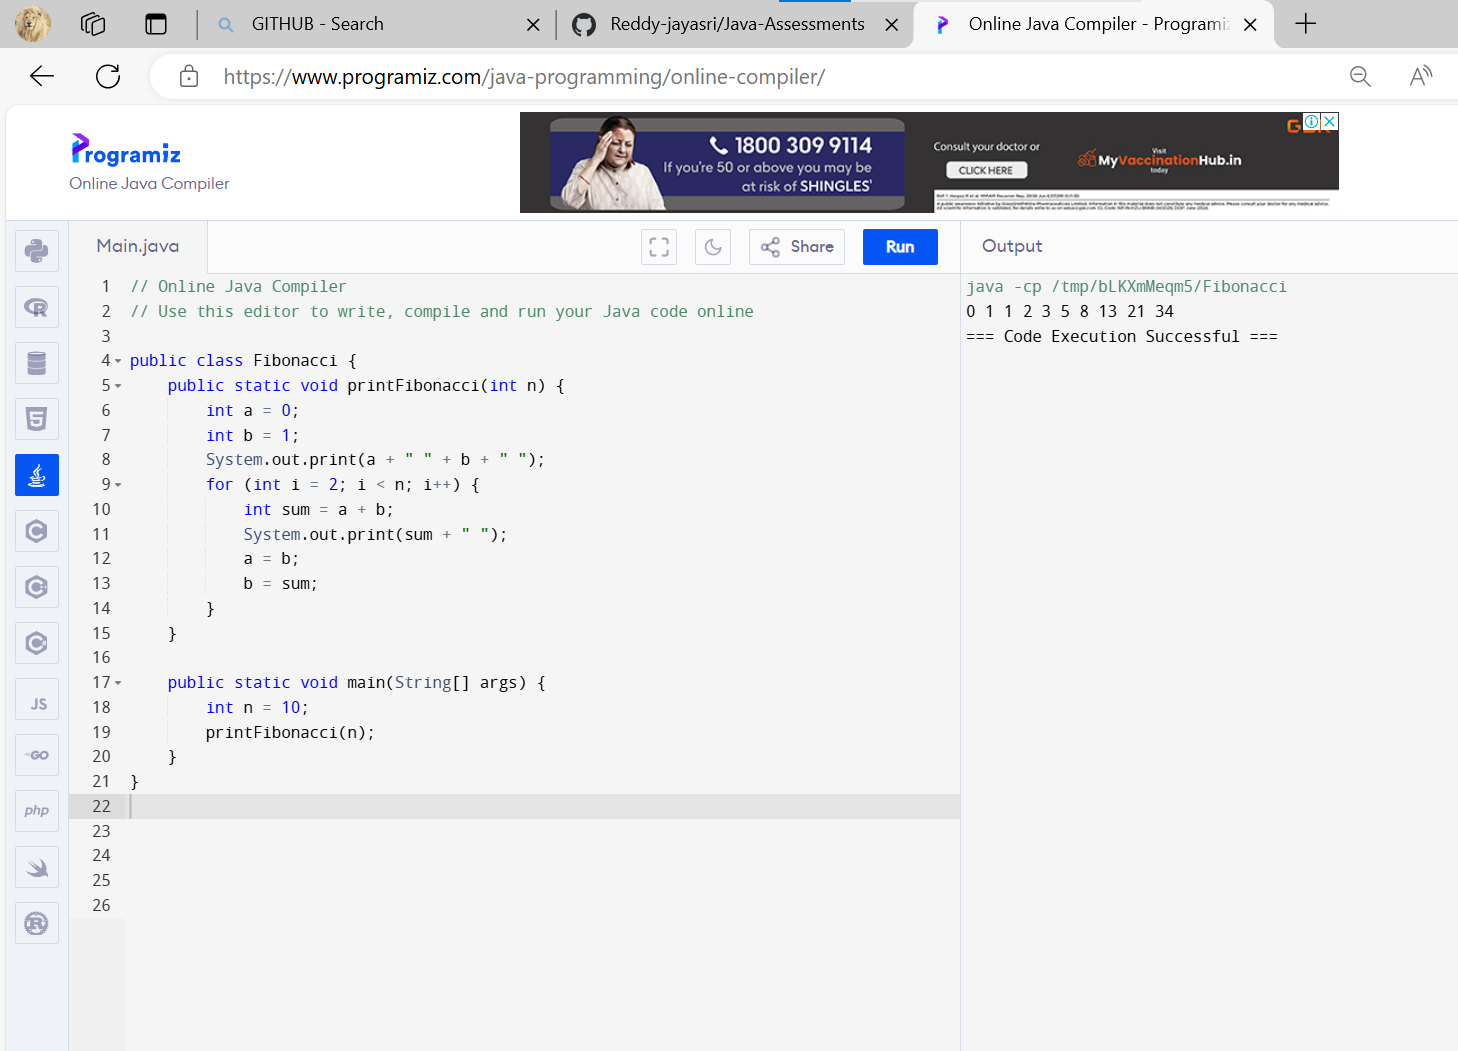 GITHUB - Search
Reddy-jayasri/Java-Assessments
Online Java Compiler - Programiz
https://www.programiz.com/java-programming/online-compiler/
Programiz
Online Java Compiler
1800 309 9114
If you're 50 or above you may be
at risk of SHINGLES
Consult your doctor or
CLICK HERE
Visit
MyVaccinationHub.in
today
Main.java
Share
Run
Output
1 // Online Java Compiler
2 // Use this editor to write, compile and run your Java code online
3
4 public class Fibonacci {
5     public static void printFibonacci(int n) {
6         int a = 0;
7         int b = 1;
8         System.out.print(a + " " + b + " ");
9         for (int i = 2; i < n; i++) {
10             int sum = a + b;
11             System.out.print(sum + " ");
12             a = b;
13             b = sum;
14         }
15     }
16
17     public static void main(String[] args) {
18         int n = 10;
19         printFibonacci(n);
20     }
21 }
22
23
24
25
26
java -cp /tmp/bLKXmMeqm5/Fibonacci
0 1 1 2 3 5 8 13 21 34
=== Code Execution Successful ===
R
5
C
C
C
JS
GO
php
R